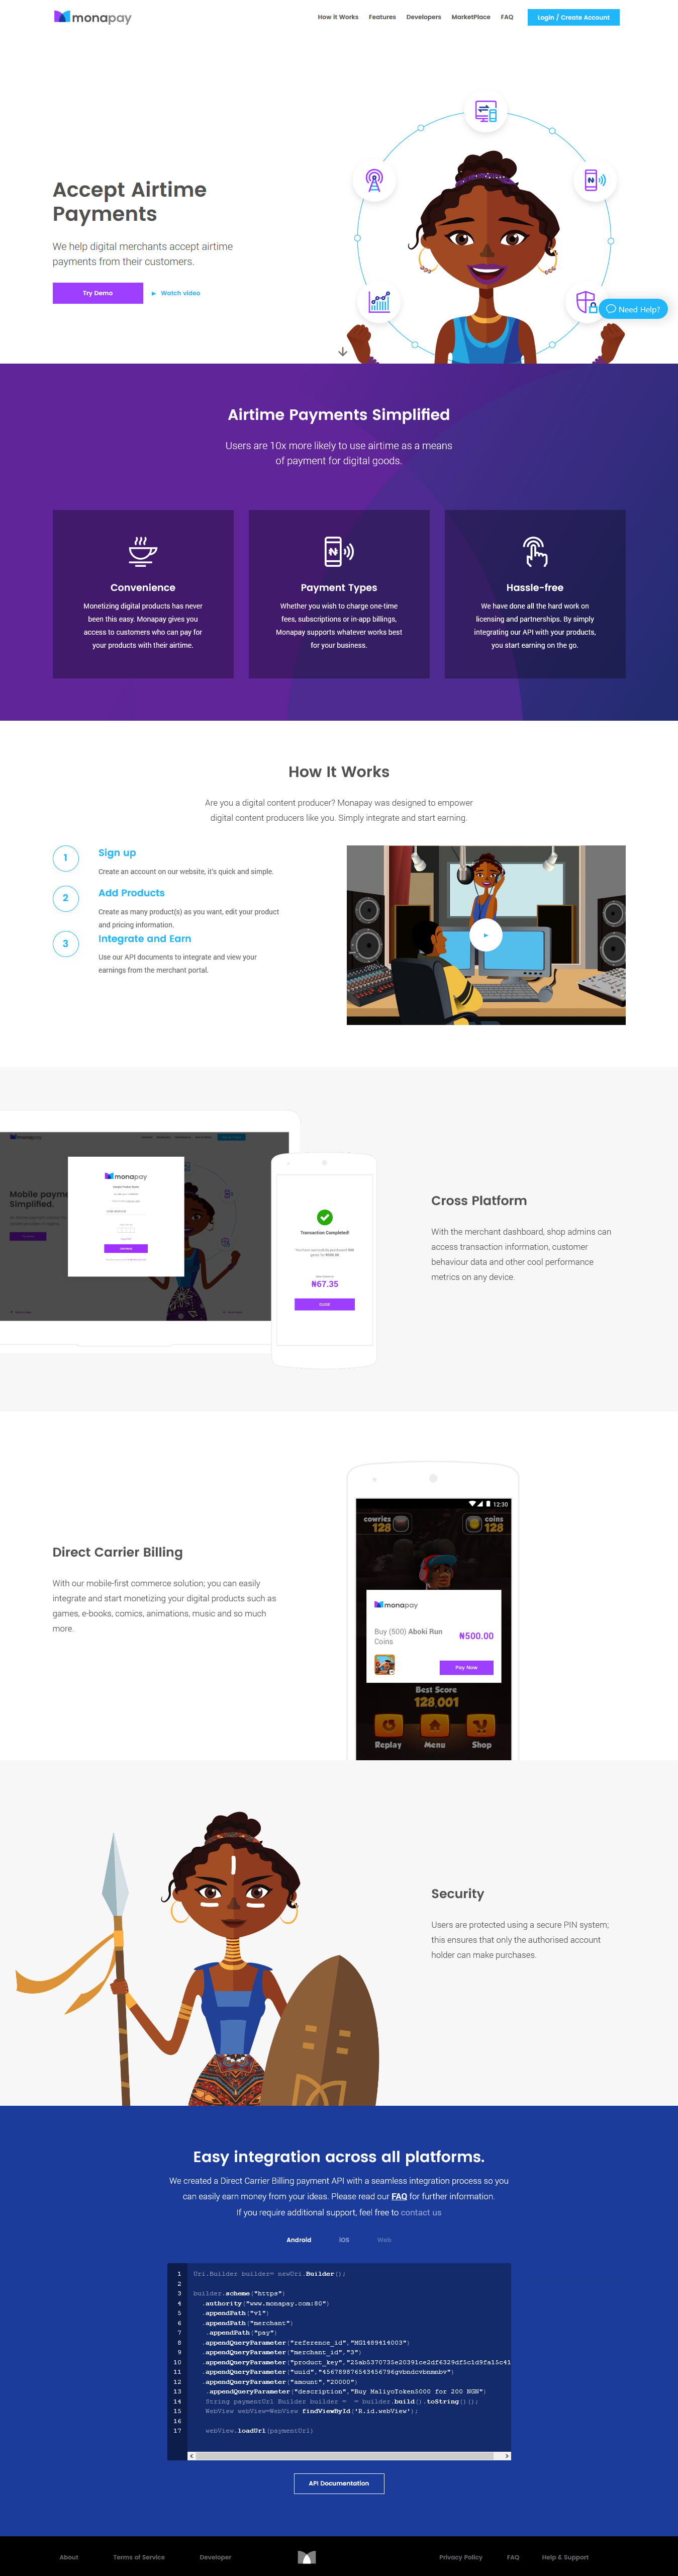 monapay
How it Works Features Developers MarketPlace FAQ Login / Create Account
Accept Airtime
Payments
We help digital merchants accept airtime
payments from their customers.
Try Demo
Watch video
Need Help?
Airtime Payments Simplified
Users are 10x more likely to use airtime as a means
of payment for digital goods.
Convenience
Monetizing digital products has never
been this easy. Monapay gives you
access to customers who can pay for
your products with their airtime.
Payment Types
Whether you wish to charge one-time
fees, subscriptions or in-app billings,
Monapay supports whatever works best
for your business.
Hassle-free
We have done all the hard work on
licensing and partnerships. By simply
integrating our API with your products,
you start earning on the go.
How It Works
Are you a digital content producer? Monapay was designed to empower
digital content producers like you. Simply integrate and start earning.
1
Sign up
Create an account on our website, it's quick and simple.
2
Add Products
Create as many product(s) as you want, edit your product
and pricing information.
3
Integrate and Earn
Use our API documents to integrate and view your
earnings from the merchant portal.
monapay
Mobile payme
Simplified.
monapay
Transaction Completed!
You have successfully purchased 500
₦67.35
CLOSE
Cross Platform
With the merchant dashboard, shop admins can
access transaction information, customer
behaviour data and other cool performance
metrics on any device.
Direct Carrier Billing
With our mobile-first commerce solution; you can easily
integrate and start monetizing your digital products such as
games, e-books, comics, animations, music and so much
more.
12:30
cowries
128
coins
128
monapay
Buy (500) Aboki Run
Coins
₦500.00
Pay Now
Best Score
128,001
Replay Menu Shop
Security
Users are protected using a secure PIN system;
this ensures that only the authorised account
holder can make purchases.
Easy integration across all platforms.
We created a Direct Carrier Billing payment API with a seamless integration process so you
can easily earn money from your ideas. Please read our FAQ for further information.
If you require additional support, feel free to contact us
Android iOS Web
1 Uri.Builder builder= newUri.Builder();
2
3 builder.scheme("https")
4 .authority("www.monapay.com:80")
5 .appendPath("v1")
6 .appendPath("merchant")
7 .appendPath("pay")
8 .appendQueryParameter("reference_id","MG1489414003")
9 .appendQueryParameter("merchant_id","3")
10 .appendQueryParameter("product_key","25ab5370735e20391ce2df6329df5c1d9fa15c41
11 .appendQueryParameter("uuid","456789876543456796gvbndcvbnmnbv")
12 .appendQueryParameter("amount","20000")
13 .appendQueryParameter("description","Buy MaliyoToken5000 for 200 NGN")
14 String paymentUrl Builder builder = = builder.build().toString()();
15 WebView webView=WebView findViewById('R.id.webView');
16
17 webView.loadUrl(paymentUrl)
API Documentation
About Terms of Service Developer Privacy Policy FAQ Help & Support